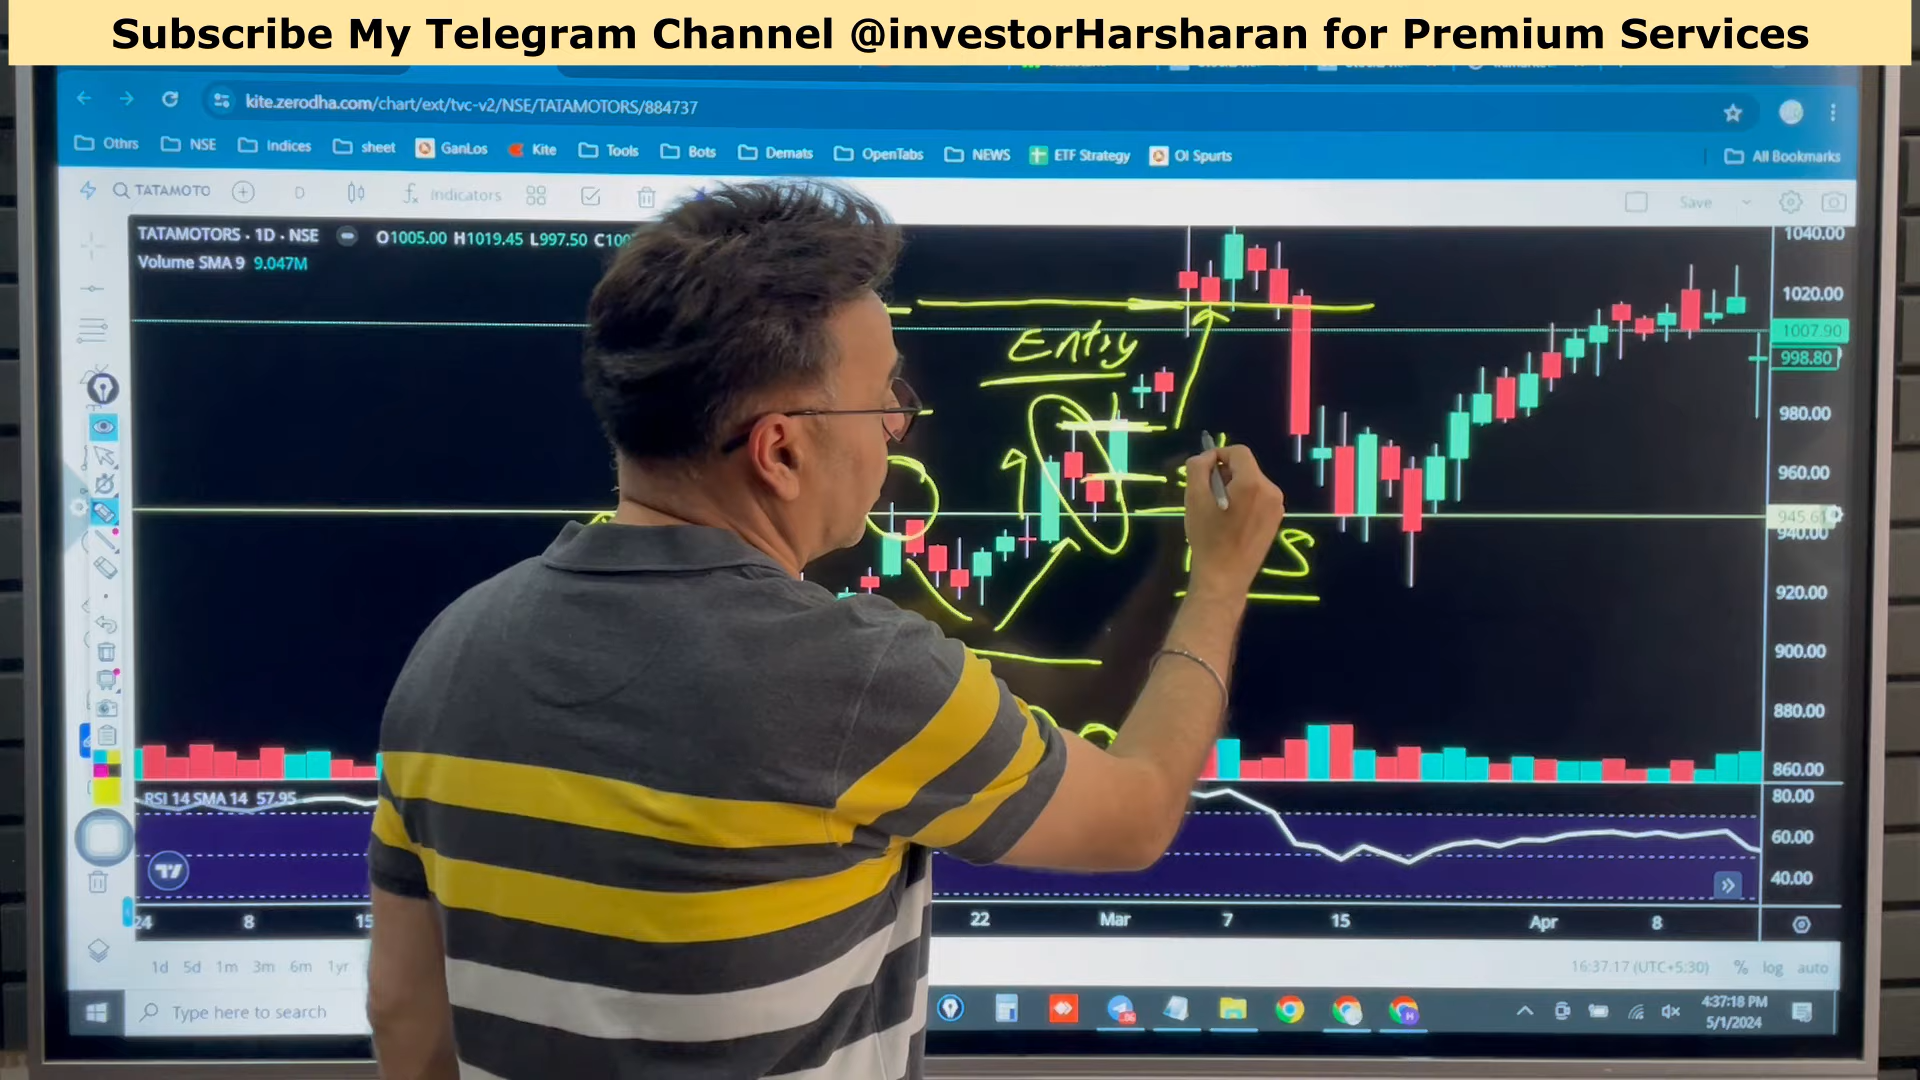 Subscribe My Telegram Channel @investorHarsharan for Premium Services
kite.zerodha.com/chart/ext/tvc-v2/NSE/TATAMOTORS/884737
Othrs NSE Indices sheet GanLos Kite Tools Bots Demats OpenTabs NEWS ETF Strategy OI Spurts All Bookmarks
TATAMOTO D Indicators Save
TATAMOTORS · 1D · NSE O1005.00 H1019.45 L997.50
Volume SMA 9 9.047M
1040.00
1020.00
1007.90
998.80
980.00
960.00
945.61
940.00
920.00
900.00
880.00
860.00
Entry
RSI 14 SMA 14 57.95
80.00
60.00
40.00
24 8 15 22 Mar 7 15 Apr 8
1d 5d 1m 3m 6m 1yr 16:37:17 (UTC+5:30) % log auto
Type here to search
4:37:18 PM
5/1/2024